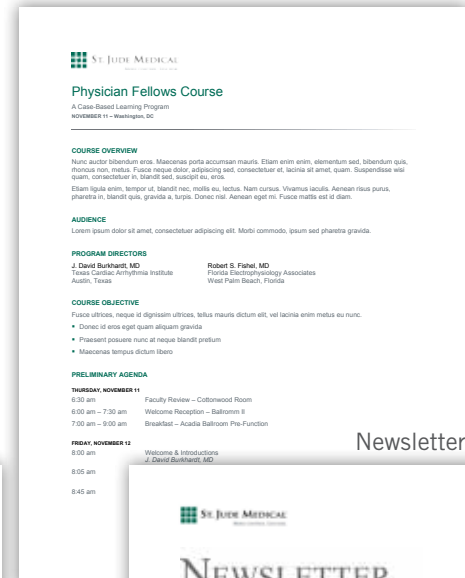 ST. JUDE MEDICAL
Physician Fellows Course
A Case-Based Learning Program
NOVEMBER 11 – Washington, DC
COURSE OVERVIEW
Nunc auctor bibendum eros. Maecenas porta accumsan mauris. Etiam enim enim, elementum sed, bibendum quis,
rhoncus non, metus. Fusce neque dolor, adipiscing sed, consectetuer et, lacinia sit amet, quam. Suspendisse wisi
quam, consectetuer in, blandit sed, suscipit eu, eros.
Etiam ligula enim, tempor ut, blandit nec, mollis eu, lectus. Nam cursus. Vivamus iaculis. Aenean risus purus,
pharetra in, blandit quis, gravida a, turpis. Donec nisl. Aenean eget mi. Fusce mattis est id diam.
AUDIENCE
Lorem ipsum dolor sit amet, consectetuer adipiscing elit. Morbi commodo, ipsum sed pharetra gravida.
PROGRAM DIRECTORS
J. David Burkhardt, MD Robert S. Fishel, MD
Texas Cardiac Arrhythmia Institute Florida Electrophysiology Associates
Austin, Texas West Palm Beach, Florida
COURSE OBJECTIVE
Fusce ultrices, neque id dignissim ultrices, tellus mauris dictum elit, vel lacinia enim metus eu nunc.
• Donec id eros eget quam aliquam gravida
• Praesent posuere nunc at neque blandit pretium
• Maecenas tempus dictum libero
PRELIMINARY AGENDA
THURSDAY, NOVEMBER 11
6:30 am Faculty Review – Cottonwood Room
6:00 am – 7:30 am Welcome Reception – Ballromm II
7:00 am – 9:00 am Breakfast – Acadia Ballroom Pre-Function
FRIDAY, NOVEMBER 12
8:00 am Welcome & Introductions
J. David Burkhardt, MD
8:05 am
8:45 am
Newsletter
ST. JUDE MEDICAL
NEWSLETTER